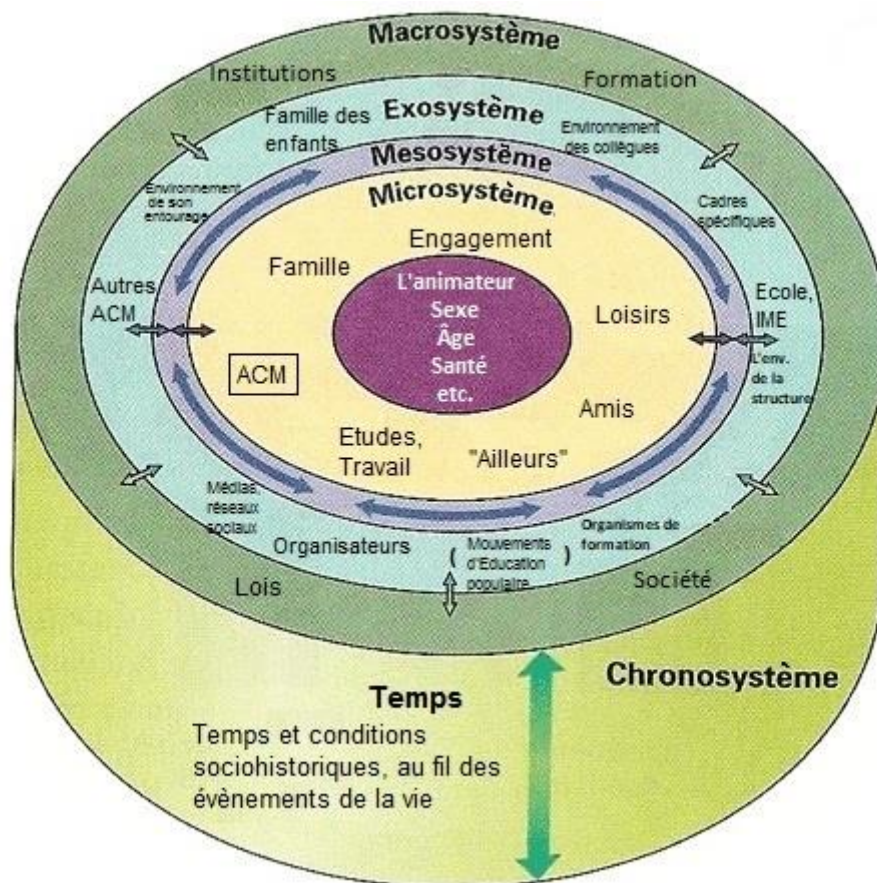 Macrosystème
Institutions
Formation
Exosystème
Famille des
enfants
Environnement
des collègues
Mesosystème
Environnement
de son
entourage
Microsystème
Cadres
spécifiques
Engagement
Famille
L'animateur
Sexe
Âge
Santé
etc.
Loisirs
Autres
ACM
Ecole,
IME
L'env.
de la
structure
ACM
Amis
Etudes,
Travail
"Ailleurs"
Médias,
réseaux
sociaux
Organisateurs
( Mouvements )
d'Education
populaire
Organismes de
formation
Lois
Société
Chronosystème
Temps
Temps et conditions
sociohistoriques, au fil des
évènements de la vie